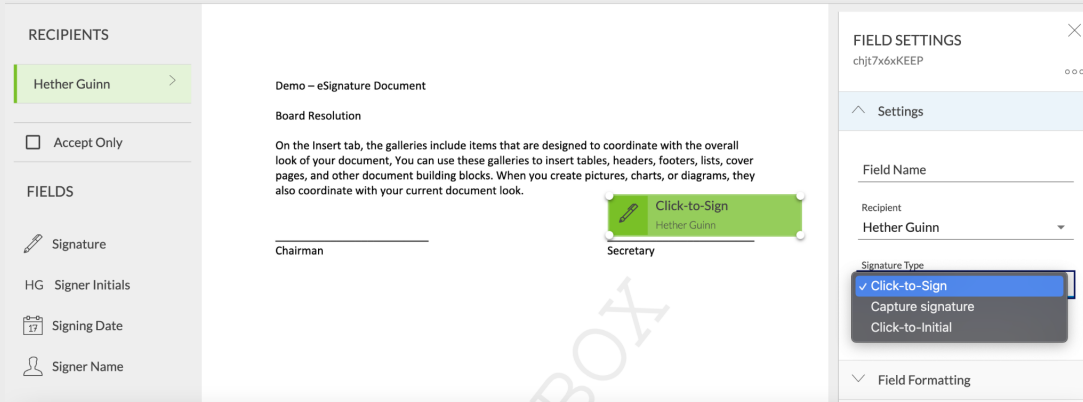 RECIPIENTS
Hether Guinn
Accept Only
FIELDS
Signature
HG Signer Initials
17 Signing Date
Signer Name
Demo – eSignature Document
Board Resolution
On the Insert tab, the galleries include items that are designed to coordinate with the overall
look of your document, You can use these galleries to insert tables, headers, footers, lists, cover
pages, and other document building blocks. When you create pictures, charts, or diagrams, they
also coordinate with your current document look.
Click-to-Sign
Hether Guinn
Chairman
Secretary
BOX
FIELD SETTINGS
chjt7x6xKEEP
Settings
Field Name
Recipient
Hether Guinn
Signature Type
Click-to-Sign
Capture signature
Click-to-Initial
Field Formatting